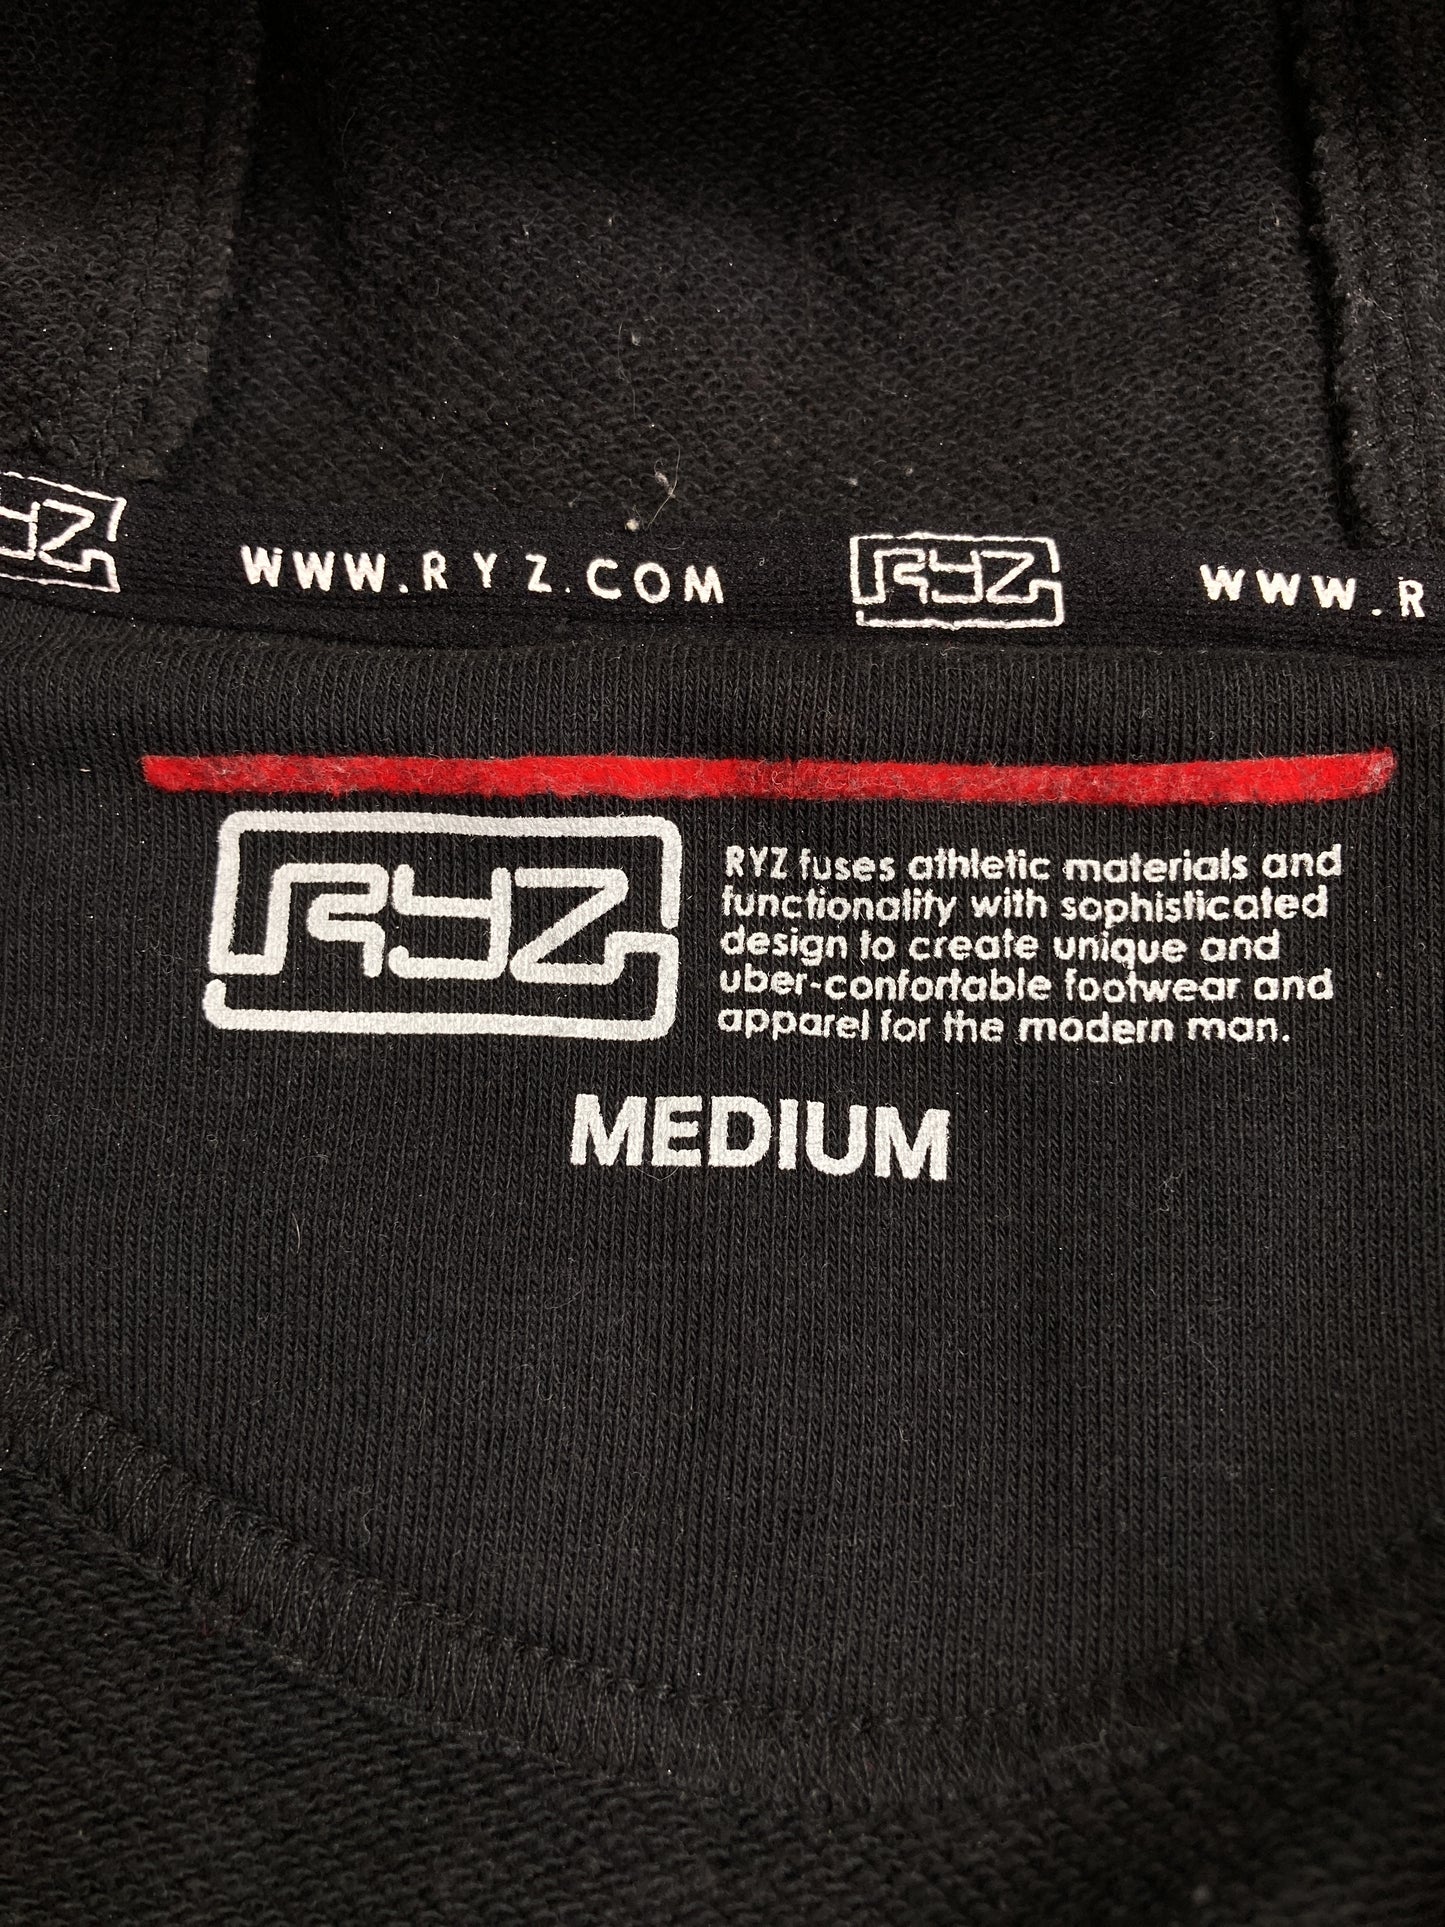 RYZ WWW.RYZ.COM RYZ WWW.R
RYZ
RYZ fuses athletic materials and
functionality with sophisticated
design to create unique and
uber-confortable footwear and
apparel for the modern man.
MEDIUM